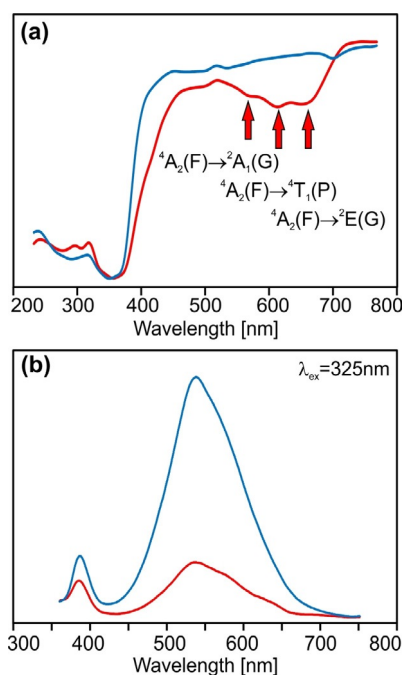 (a)
⁴A₂(F)→²A₁(G)
⁴A₂(F)→⁴T₁(P)
⁴A₂(F)→²E(G)
200 300 400 500 600 700 800
Wavelength [nm]
(b)
λₑₓ=325nm
300 400 500 600 700 800
Wavelength [nm]